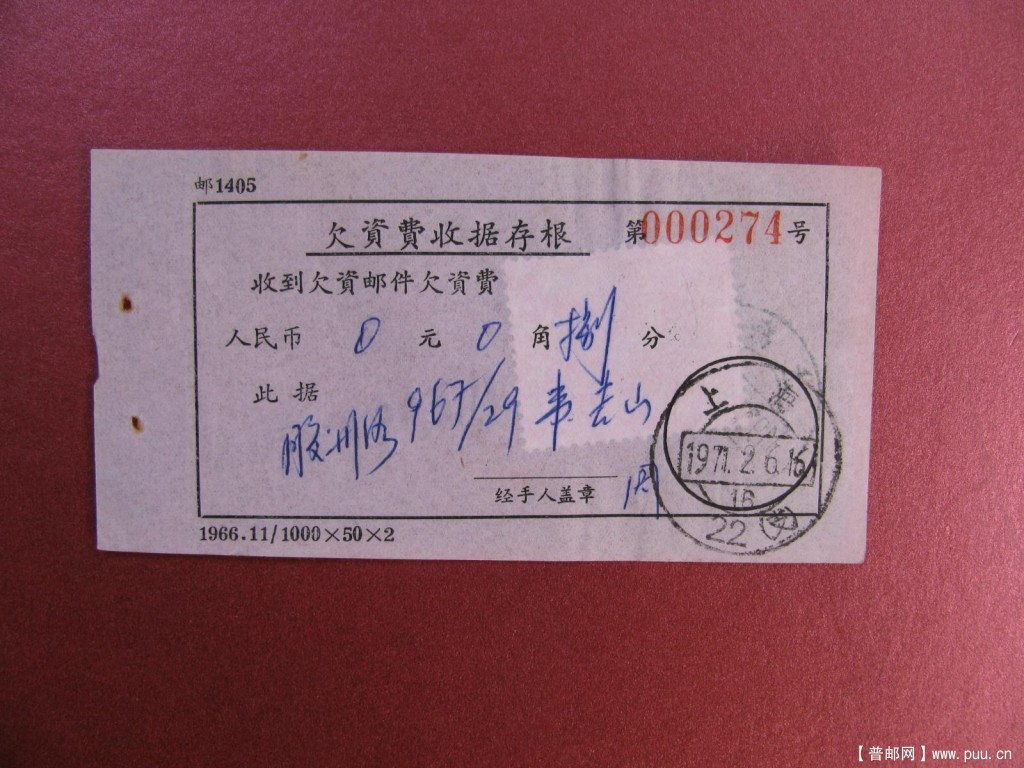 邮1405
欠資費收据存根 第000274号
收到欠資邮件欠資費
人民币 0 元 0 角 捌 分
此据
胶州路 967/29 韦吉山
经手人盖章
上海
1971.2.6.16
16
22
1966.11/1000×50×2
【普邮网】www.puu.cn